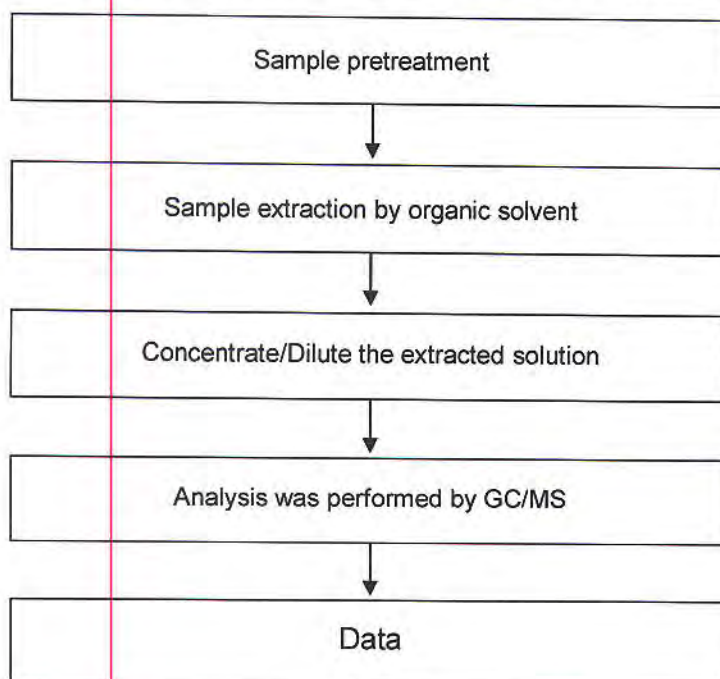 Sample pretreatment
Sample extraction by organic solvent
Concentrate/Dilute the extracted solution
Analysis was performed by GC/MS
Data